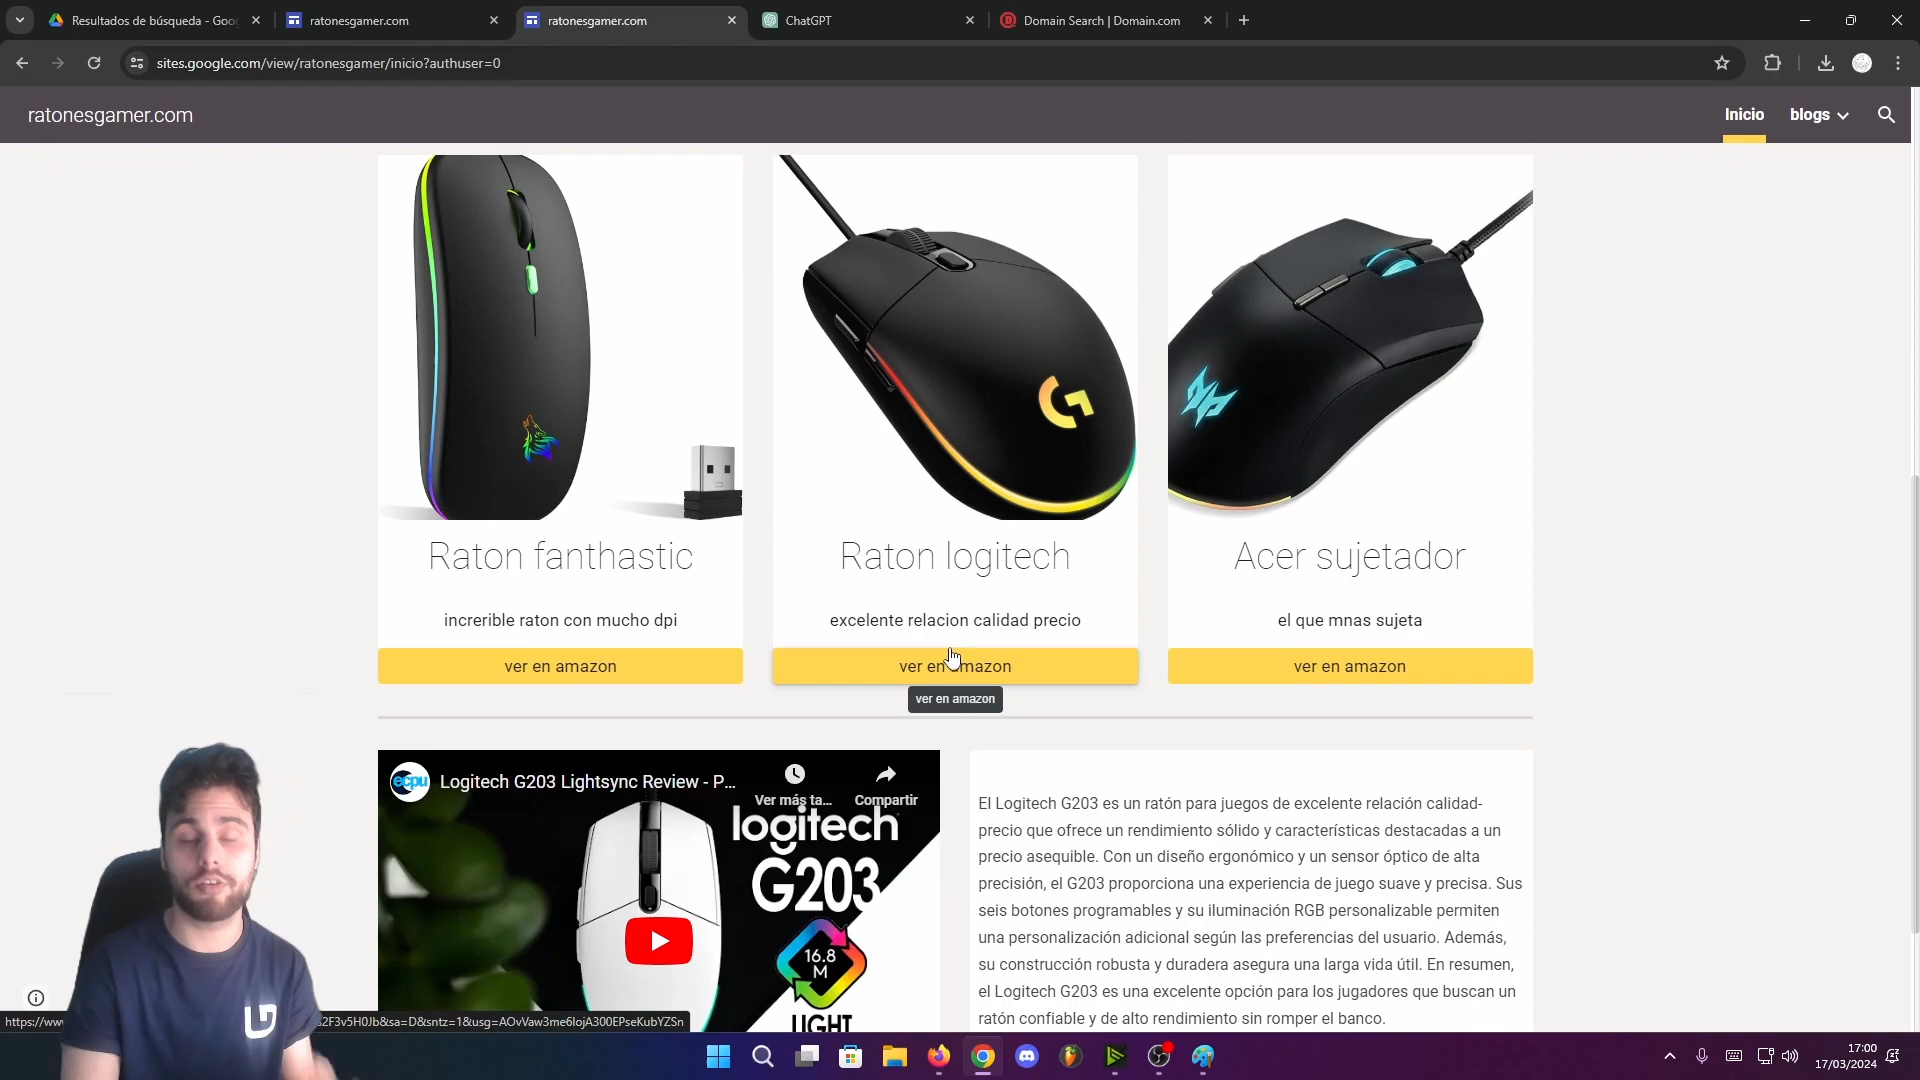 Resultados de búsqueda - Goo
ratonesgamer.com
ratonesgamer.com
ChatGPT
Domain Search | Domain.com
sites.google.com/view/ratonesgamer/inicio?authuser=0
ratonesgamer.com
Inicio
blogs
Raton fanthastic
Raton logitech
Acer sujetador
increrible raton con mucho dpi
excelente relacion calidad precio
el que mnas sujeta
ver en amazon
ver en amazon
ver en amazon
ver en amazon
ecpu
Logitech G203 Lightsync Review - P...
Ver más ta...
Compartir
logitech
G203
16.8
M
LIGHT
El Logitech G203 es un ratón para juegos de excelente relación calidad-
precio que ofrece un rendimiento sólido y características destacadas a un
precio asequible. Con un diseño ergonómico y un sensor óptico de alta
precisión, el G203 proporciona una experiencia de juego suave y precisa. Sus
seis botones programables y su iluminación RGB personalizable permiten
una personalización adicional según las preferencias del usuario. Además,
su construcción robusta y duradera asegura una larga vida útil. En resumen,
el Logitech G203 es una excelente opción para los jugadores que buscan un
ratón confiable y de alto rendimiento sin romper el banco.
https://www
2F3v5H0Jb&sa=D&sntz=1&usg=AOvVaw3me6lojA300EPseKubYZSn
17:00
17/03/2024